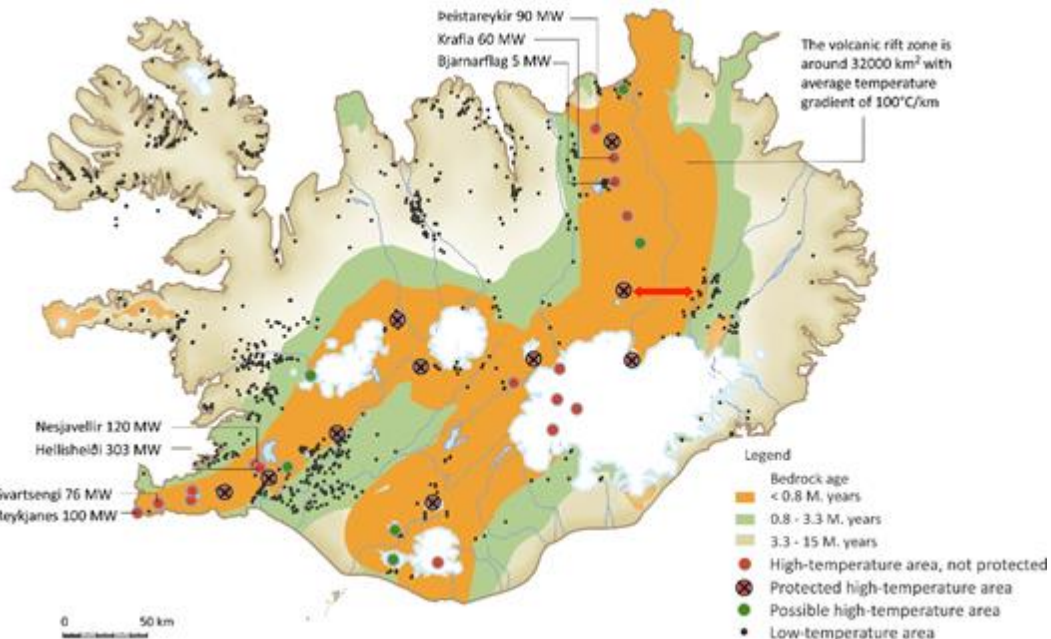 Þeistareykir 90 MW
Krafla 60 MW
Bjarnarflag 5 MW
The volcanic rift zone is
around 32000 km² with
average temperature
gradient of 100°C/km
Nesjavellir 120 MW
Hellisheiði 303 MW
Svartsengi 76 MW
Reykjanes 100 MW
Legend
Bedrock age
< 0.8 M. years
0.8 - 3.3 M. years
3.3 - 15 M. years
High-temperature area, not protected
Protected high-temperature area
Possible high-temperature area
Low-temperature area
0 50 km